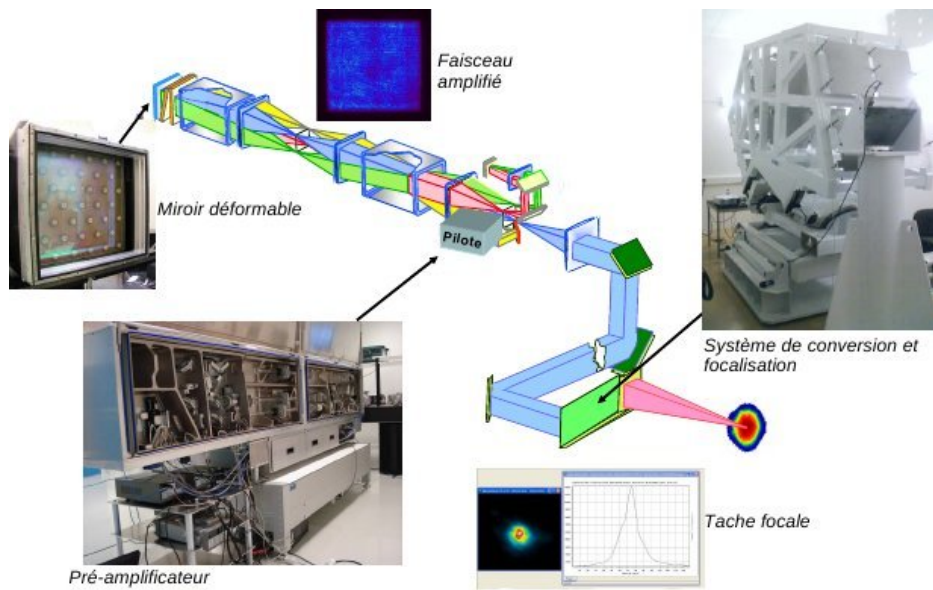 Faisceau
amplifié
Miroir déformable
Pilote
Système de conversion et
focalisation
Tache focale
Pré-amplificateur